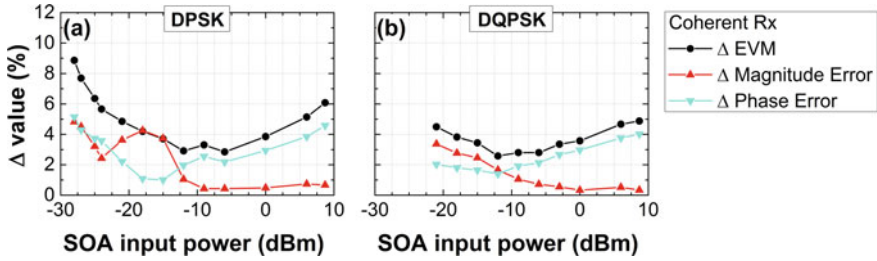 (a) DPSK
(b) DQPSK
Coherent Rx
Δ EVM
Δ Magnitude Error
Δ Phase Error
Δ value (%)
12
10
8
6
4
2
0
-30 -20 -10 0 10
-30 -20 -10 0 10
SOA input power (dBm)
SOA input power (dBm)